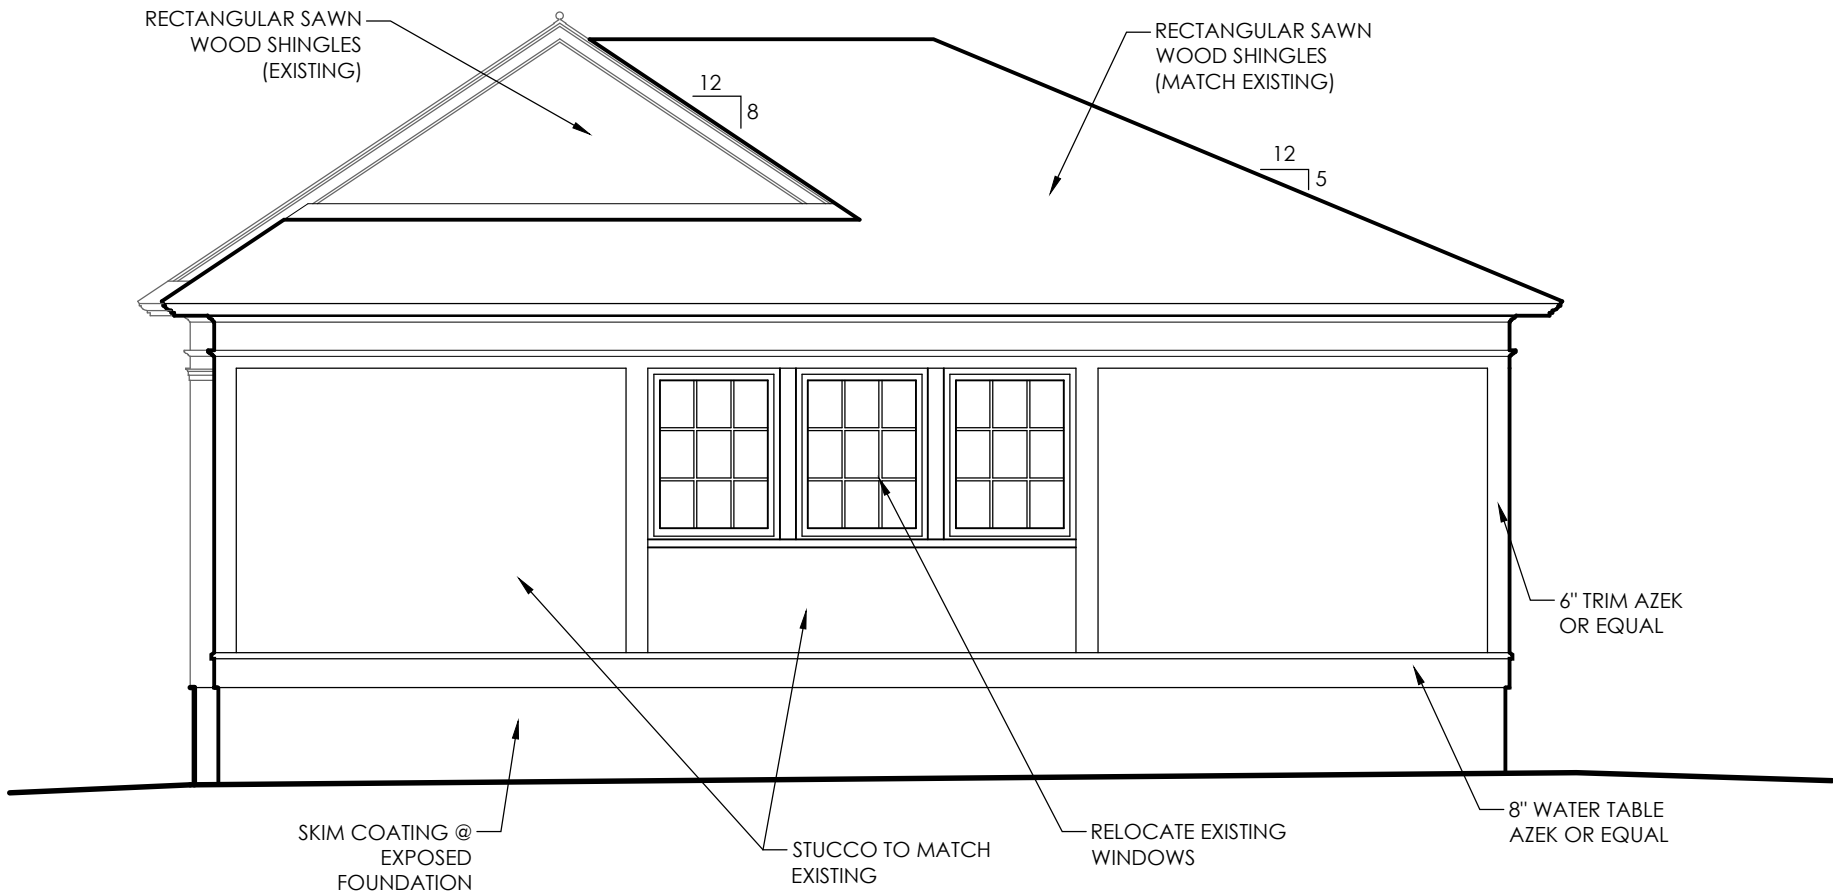 RECTANGULAR SAWN
WOOD SHINGLES
(EXISTING)
RECTANGULAR SAWN
WOOD SHINGLES
(MATCH EXISTING)
12
8
12
5
6" TRIM AZEK
OR EQUAL
8" WATER TABLE
AZEK OR EQUAL
SKIM COATING @
EXPOSED
FOUNDATION
STUCCO TO MATCH
EXISTING
RELOCATE EXISTING
WINDOWS